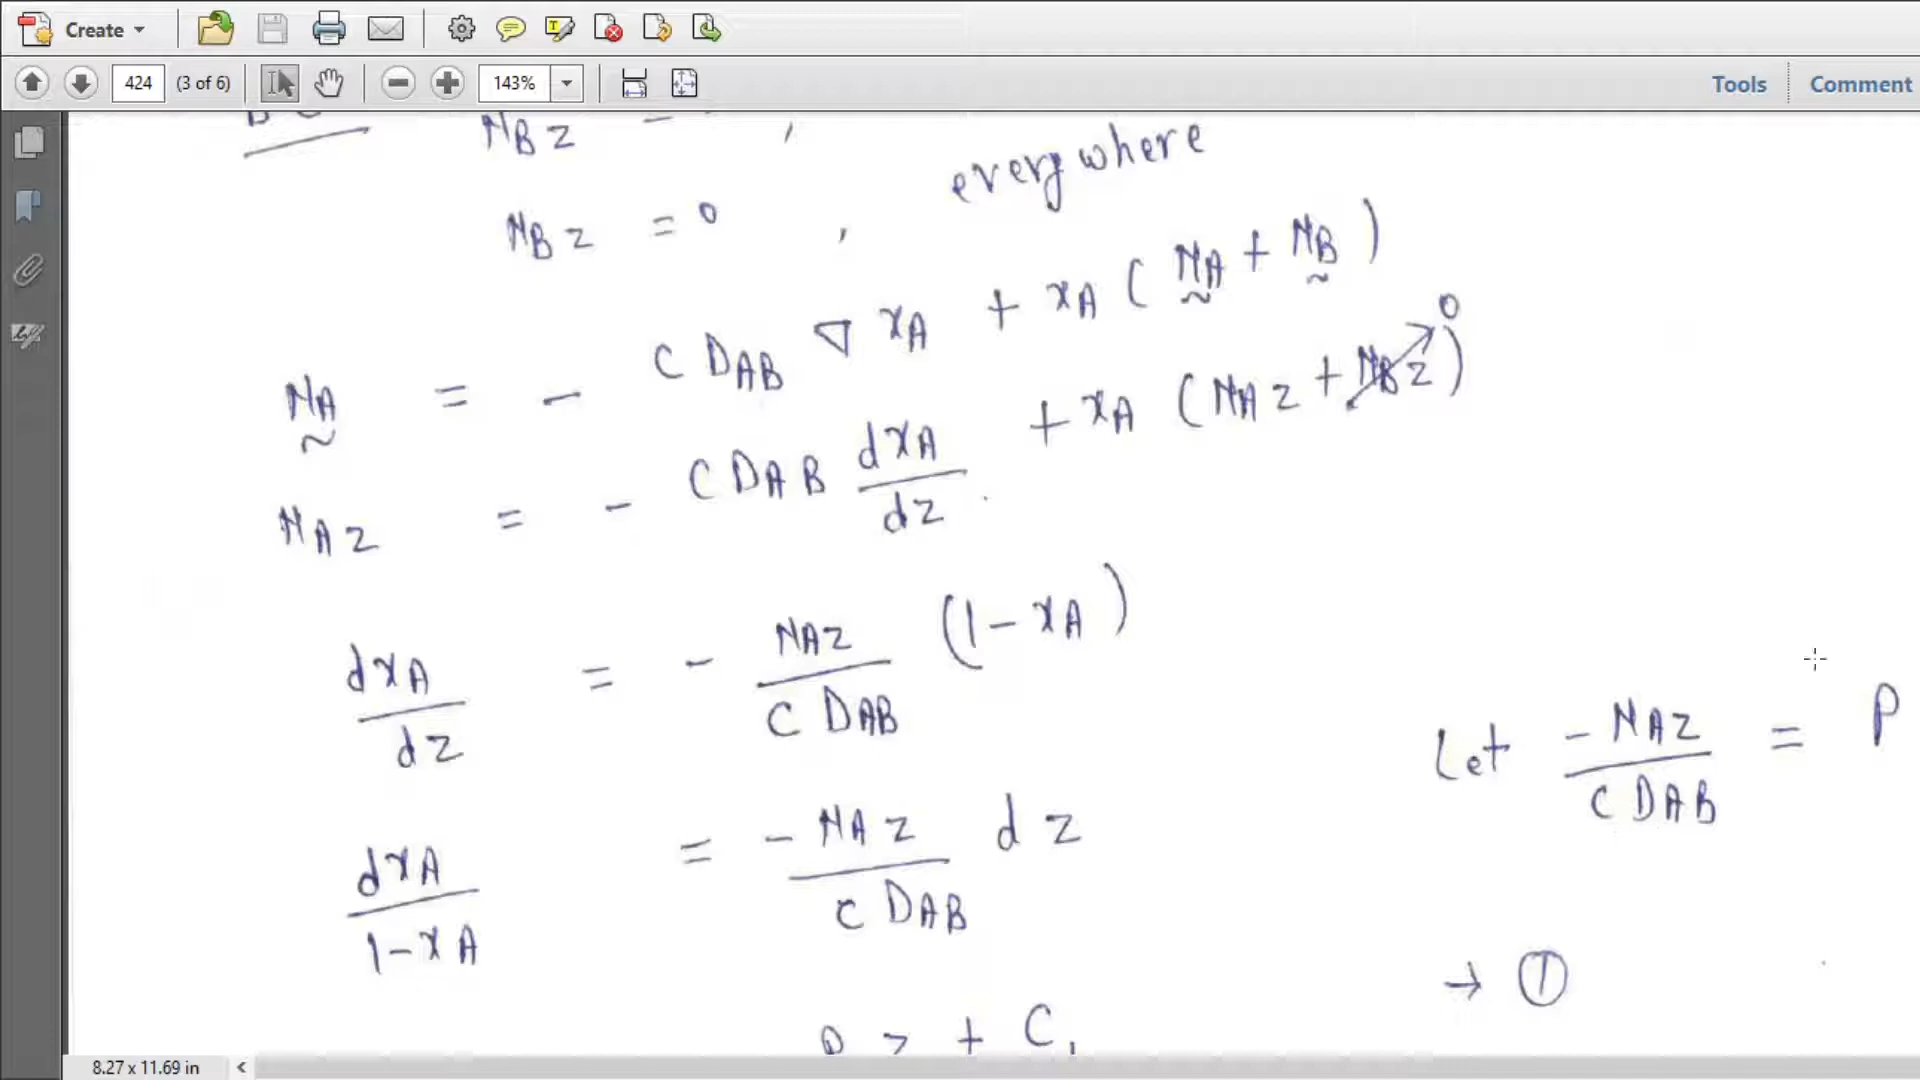 Create
424 (3 of 6) 143% Tools Comment
NBz
everywhere
NBz = 0 ,
NA = - C DAB ∇ xA + xA ( NA + NB )
NAz = - C DAB dxA/dz + xA ( NAz + NBz ) 0
dxA/dz = - NAz/C DAB (1 - xA )
Let - NAz/C DAB = P
dxA/1-xA = - NAz/C DAB dz
→ ①
+ C1
8.27 x 11.69 in